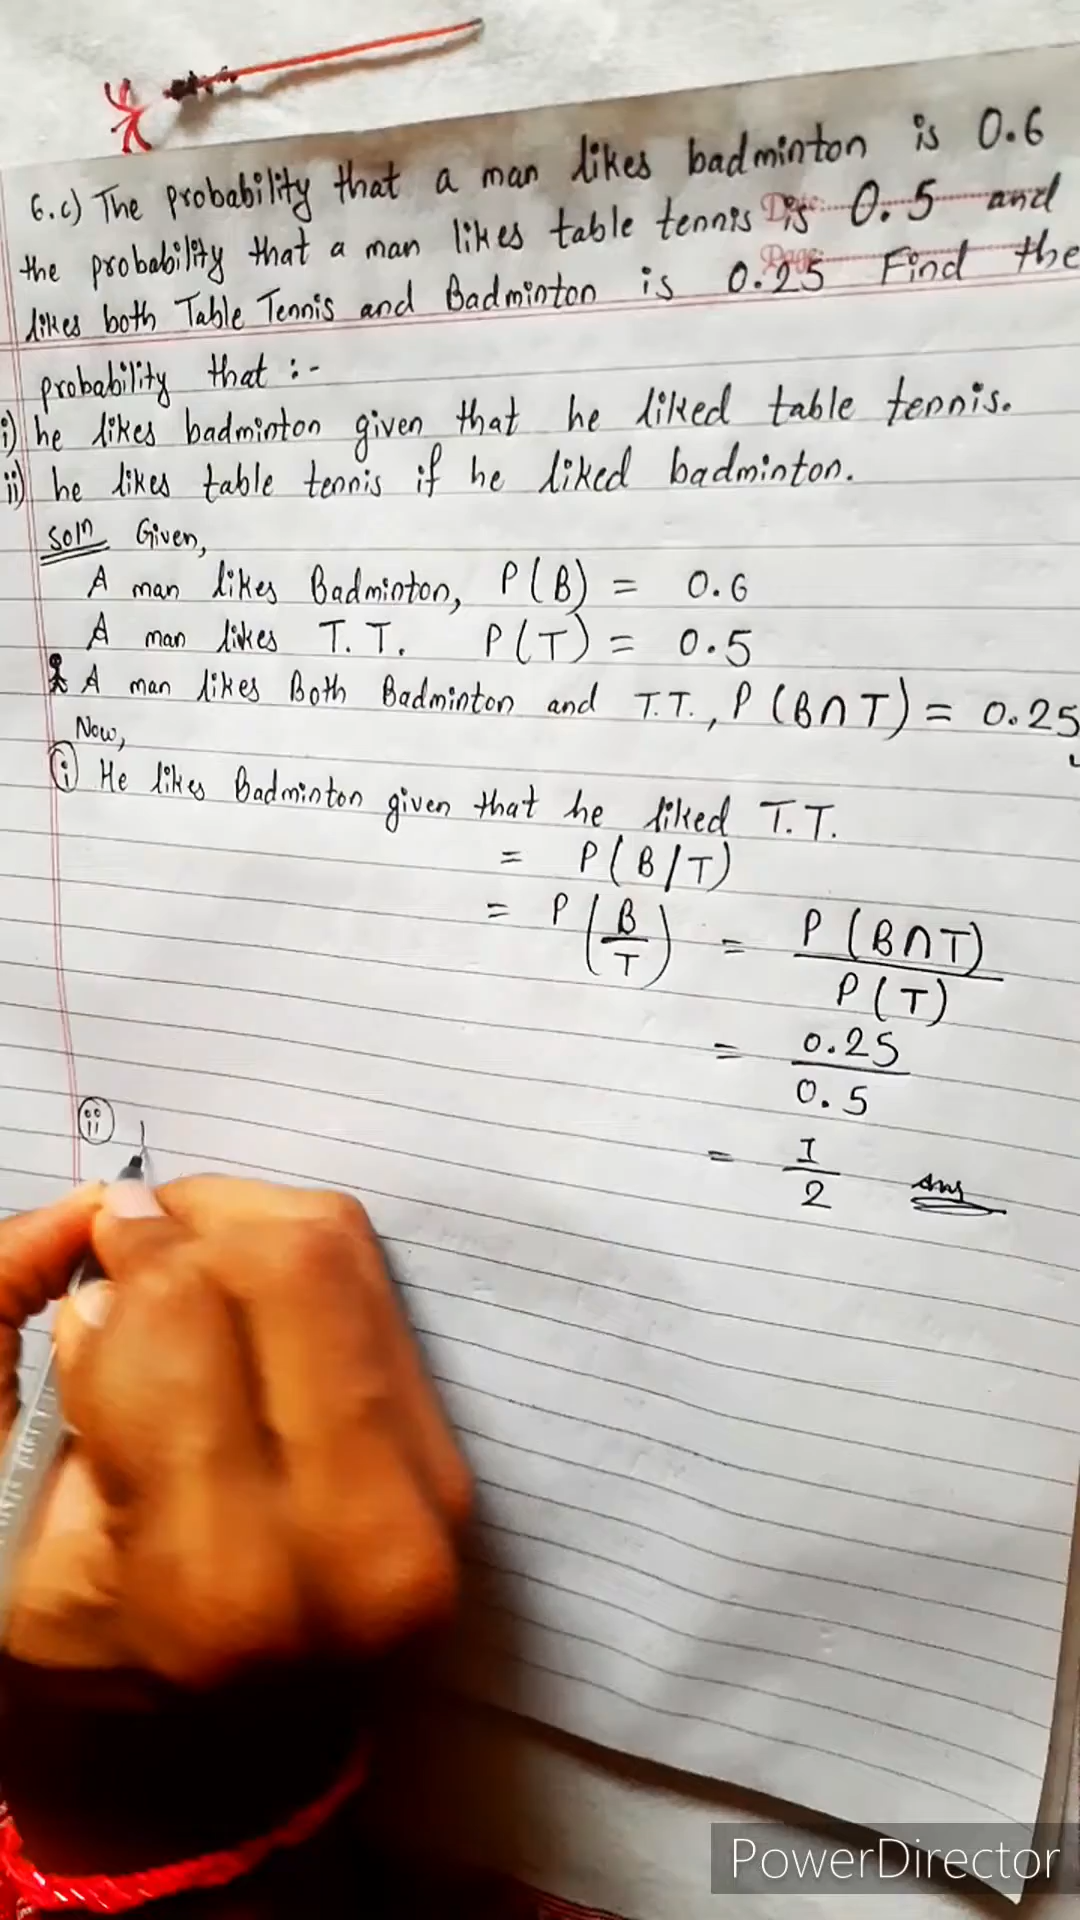 6.c) The probability that a man likes badminton is 0.6
the probability that a man likes table tennis is 0.5 and
likes both Table Tennis and Badminton is 0.25 Find the
probability that :-
i) he likes badminton given that he liked table tennis.
ii) he likes table tennis if he liked badminton.
Soln Given,
A man likes Badminton, P(B) = 0.6
A man likes T.T. P(T) = 0.5
A man likes Both Badminton and T.T., P(B∩T) = 0.25,
Now,
i He likes Badminton given that he liked T.T.
= P(B/T)
= P(B/T) = P(B∩T)/P(T)
= 0.25/0.5
= 1/2 Ans
ii
Date:
Page:
PowerDirector